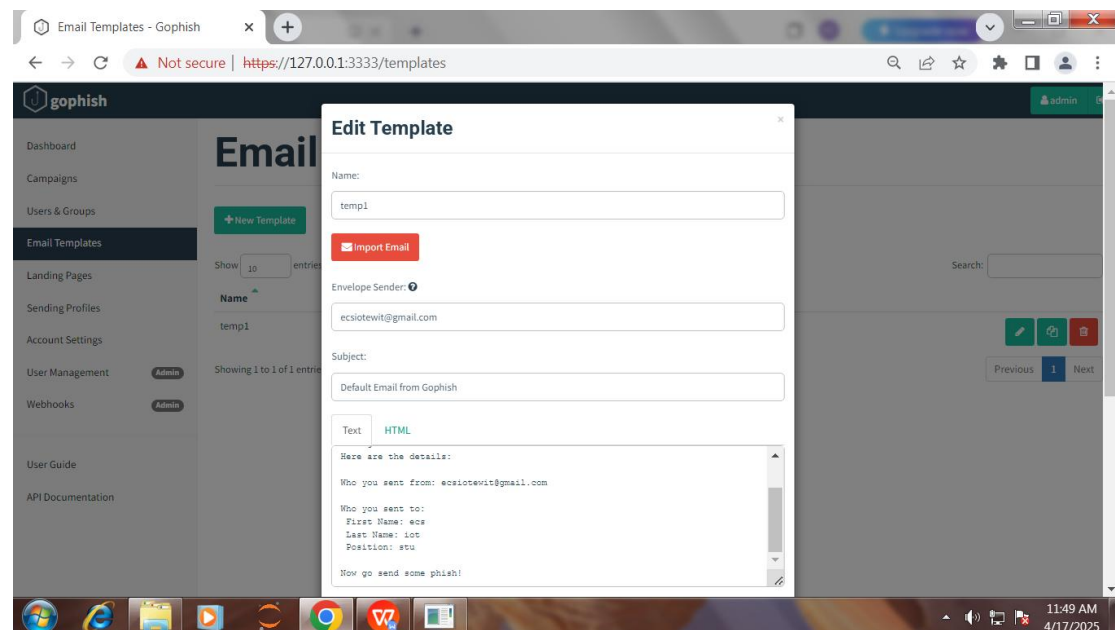 Email Templates - Gophish
Not secure | https://127.0.0.1:3333/templates
gophish
admin
Dashboard
Campaigns
Users & Groups
Email Templates
Landing Pages
Sending Profiles
Account Settings
User Management Admin
Webhooks Admin
User Guide
API Documentation
Email
New Template
Show 10 entries
Search:
Name
temp1
Showing 1 to 1 of 1 entrie
Previous 1 Next
Edit Template
Name:
temp1
Import Email
Envelope Sender:
ecsiotewit@gmail.com
Subject:
Default Email from Gophish
Text HTML
Here are the details:
Who you sent from: ecsiotewit@gmail.com
Who you sent to:
First Name: ecs
Last Name: iot
Position: stu
Now go send some phish!
11:49 AM
4/17/2025